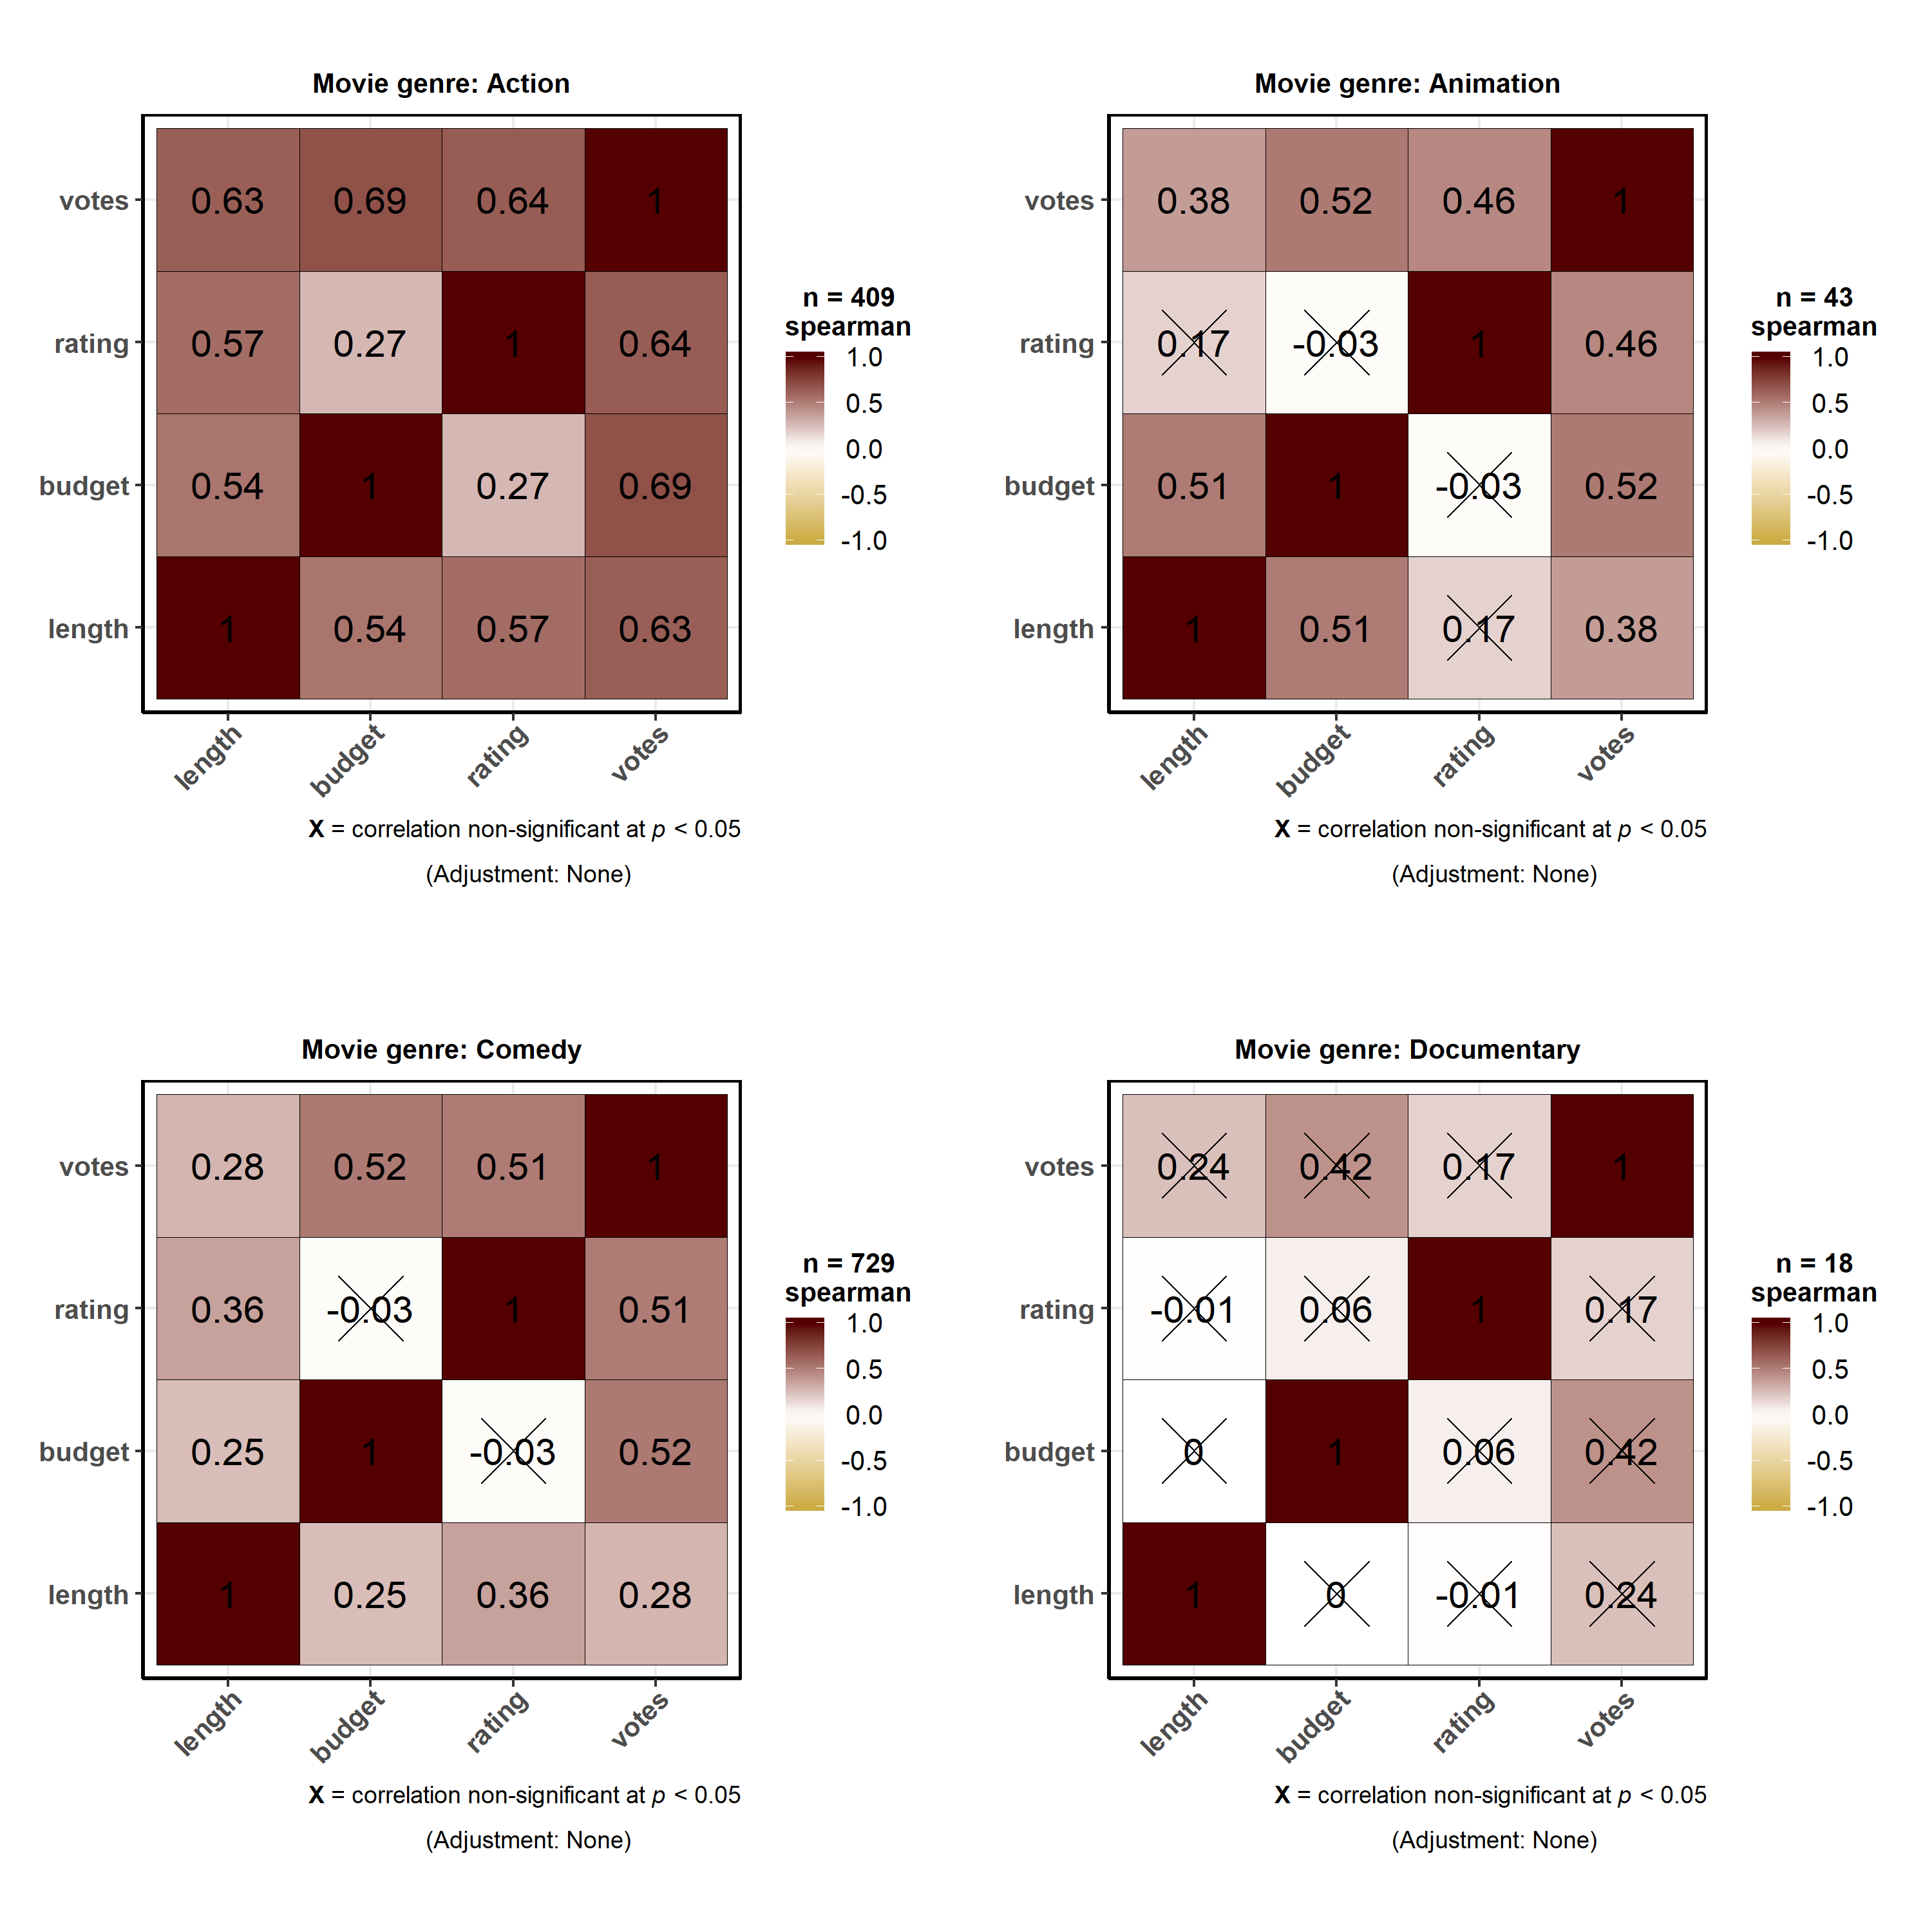 Movie genre: Action
votes 0.63 0.69 0.64 1
rating 0.57 0.27 1 0.64
budget 0.54 1 0.27 0.69
length 1 0.54 0.57 0.63
length budget rating votes
n = 409
spearman
1.0
0.5
0.0
-0.5
-1.0
X = correlation non-significant at p < 0.05
(Adjustment: None)
Movie genre: Animation
votes 0.38 0.52 0.46 1
rating 0.17 -0.03 1 0.46
budget 0.51 1 -0.03 0.52
length 1 0.51 0.17 0.38
length budget rating votes
n = 43
spearman
1.0
0.5
0.0
-0.5
-1.0
X = correlation non-significant at p < 0.05
(Adjustment: None)
Movie genre: Comedy
votes 0.28 0.52 0.51 1
rating 0.36 -0.03 1 0.51
budget 0.25 1 -0.03 0.52
length 1 0.25 0.36 0.28
length budget rating votes
n = 729
spearman
1.0
0.5
0.0
-0.5
-1.0
X = correlation non-significant at p < 0.05
(Adjustment: None)
Movie genre: Documentary
votes 0.24 0.42 0.17 1
rating -0.01 0.06 1 0.17
budget 0 1 0.06 0.42
length 1 0 -0.01 0.24
length budget rating votes
n = 18
spearman
1.0
0.5
0.0
-0.5
-1.0
X = correlation non-significant at p < 0.05
(Adjustment: None)